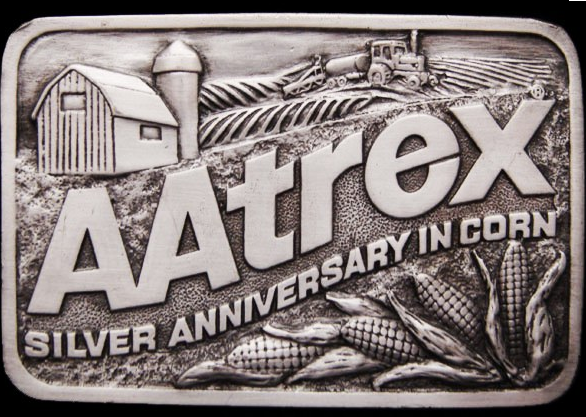 AAtrex®
SILVER ANNIVERSARY IN CORN